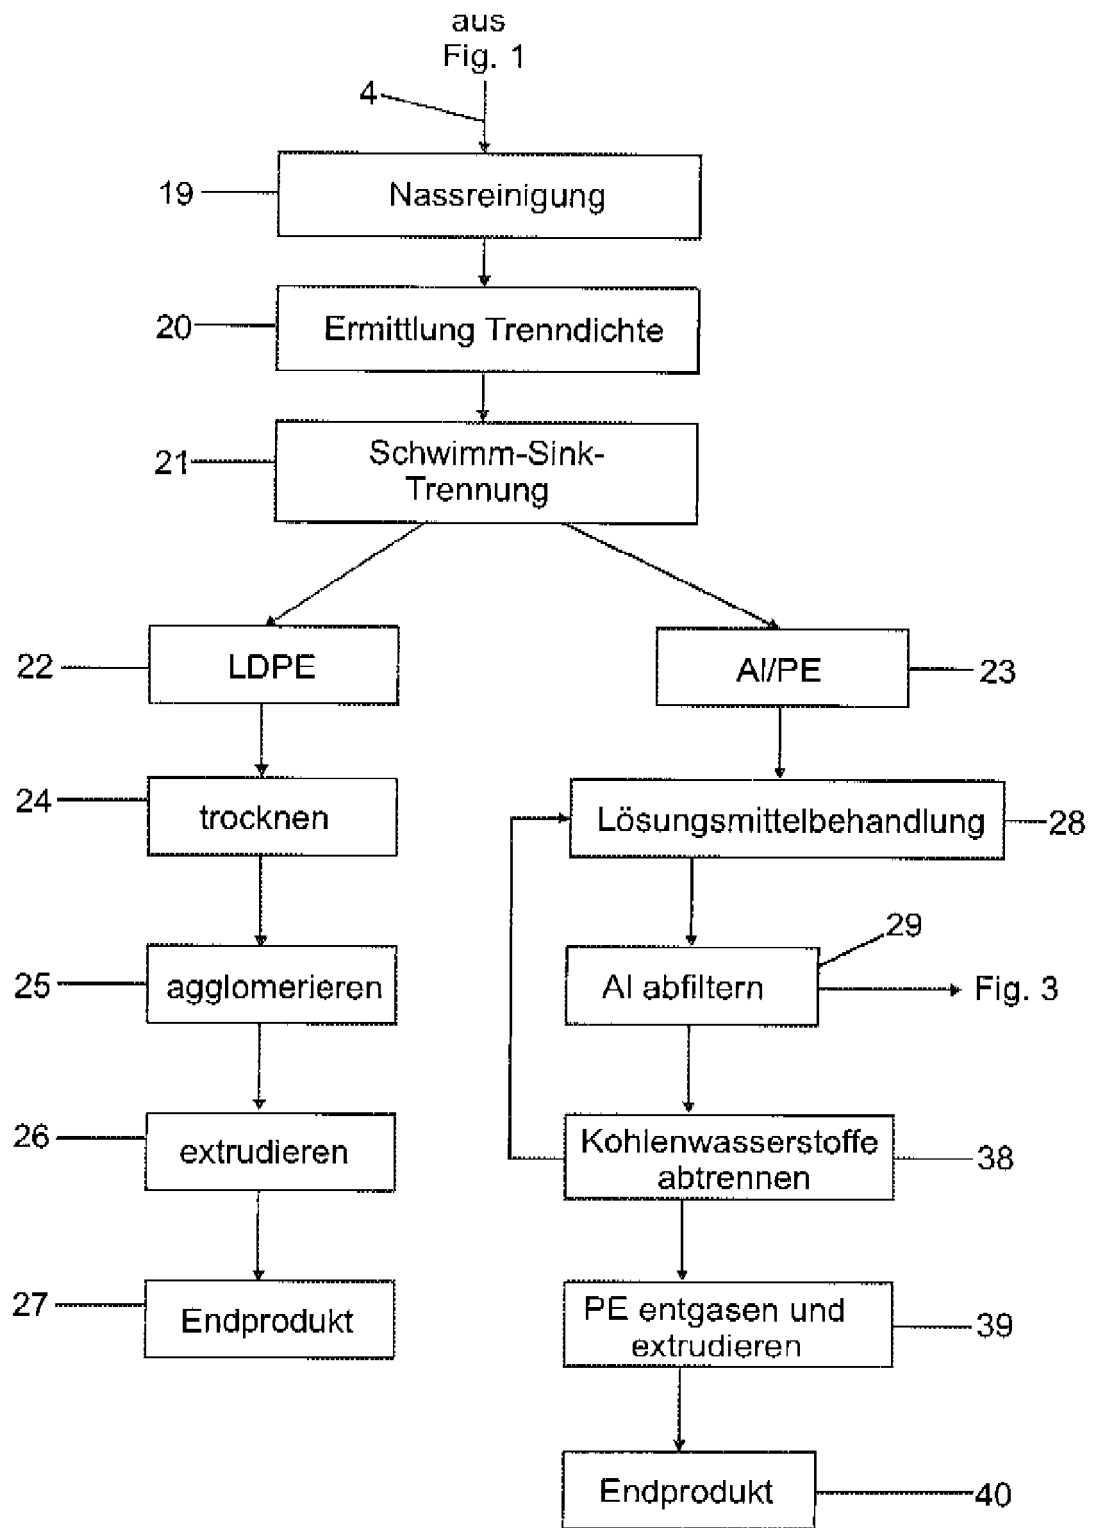 aus
Fig. 1
4
19
Nassreinigung
20
Ermittlung Trenndichte
21
Schwimm-Sink-
Trennung
22
LDPE
Al/PE
23
24
trocknen
Lösungsmittelbehandlung
28
29
25
agglomerieren
Al abfiltern
Fig. 3
26
extrudieren
Kohlenwasserstoffe
abtrennen
38
27
Endprodukt
PE entgasen und
extrudieren
39
Endprodukt
40